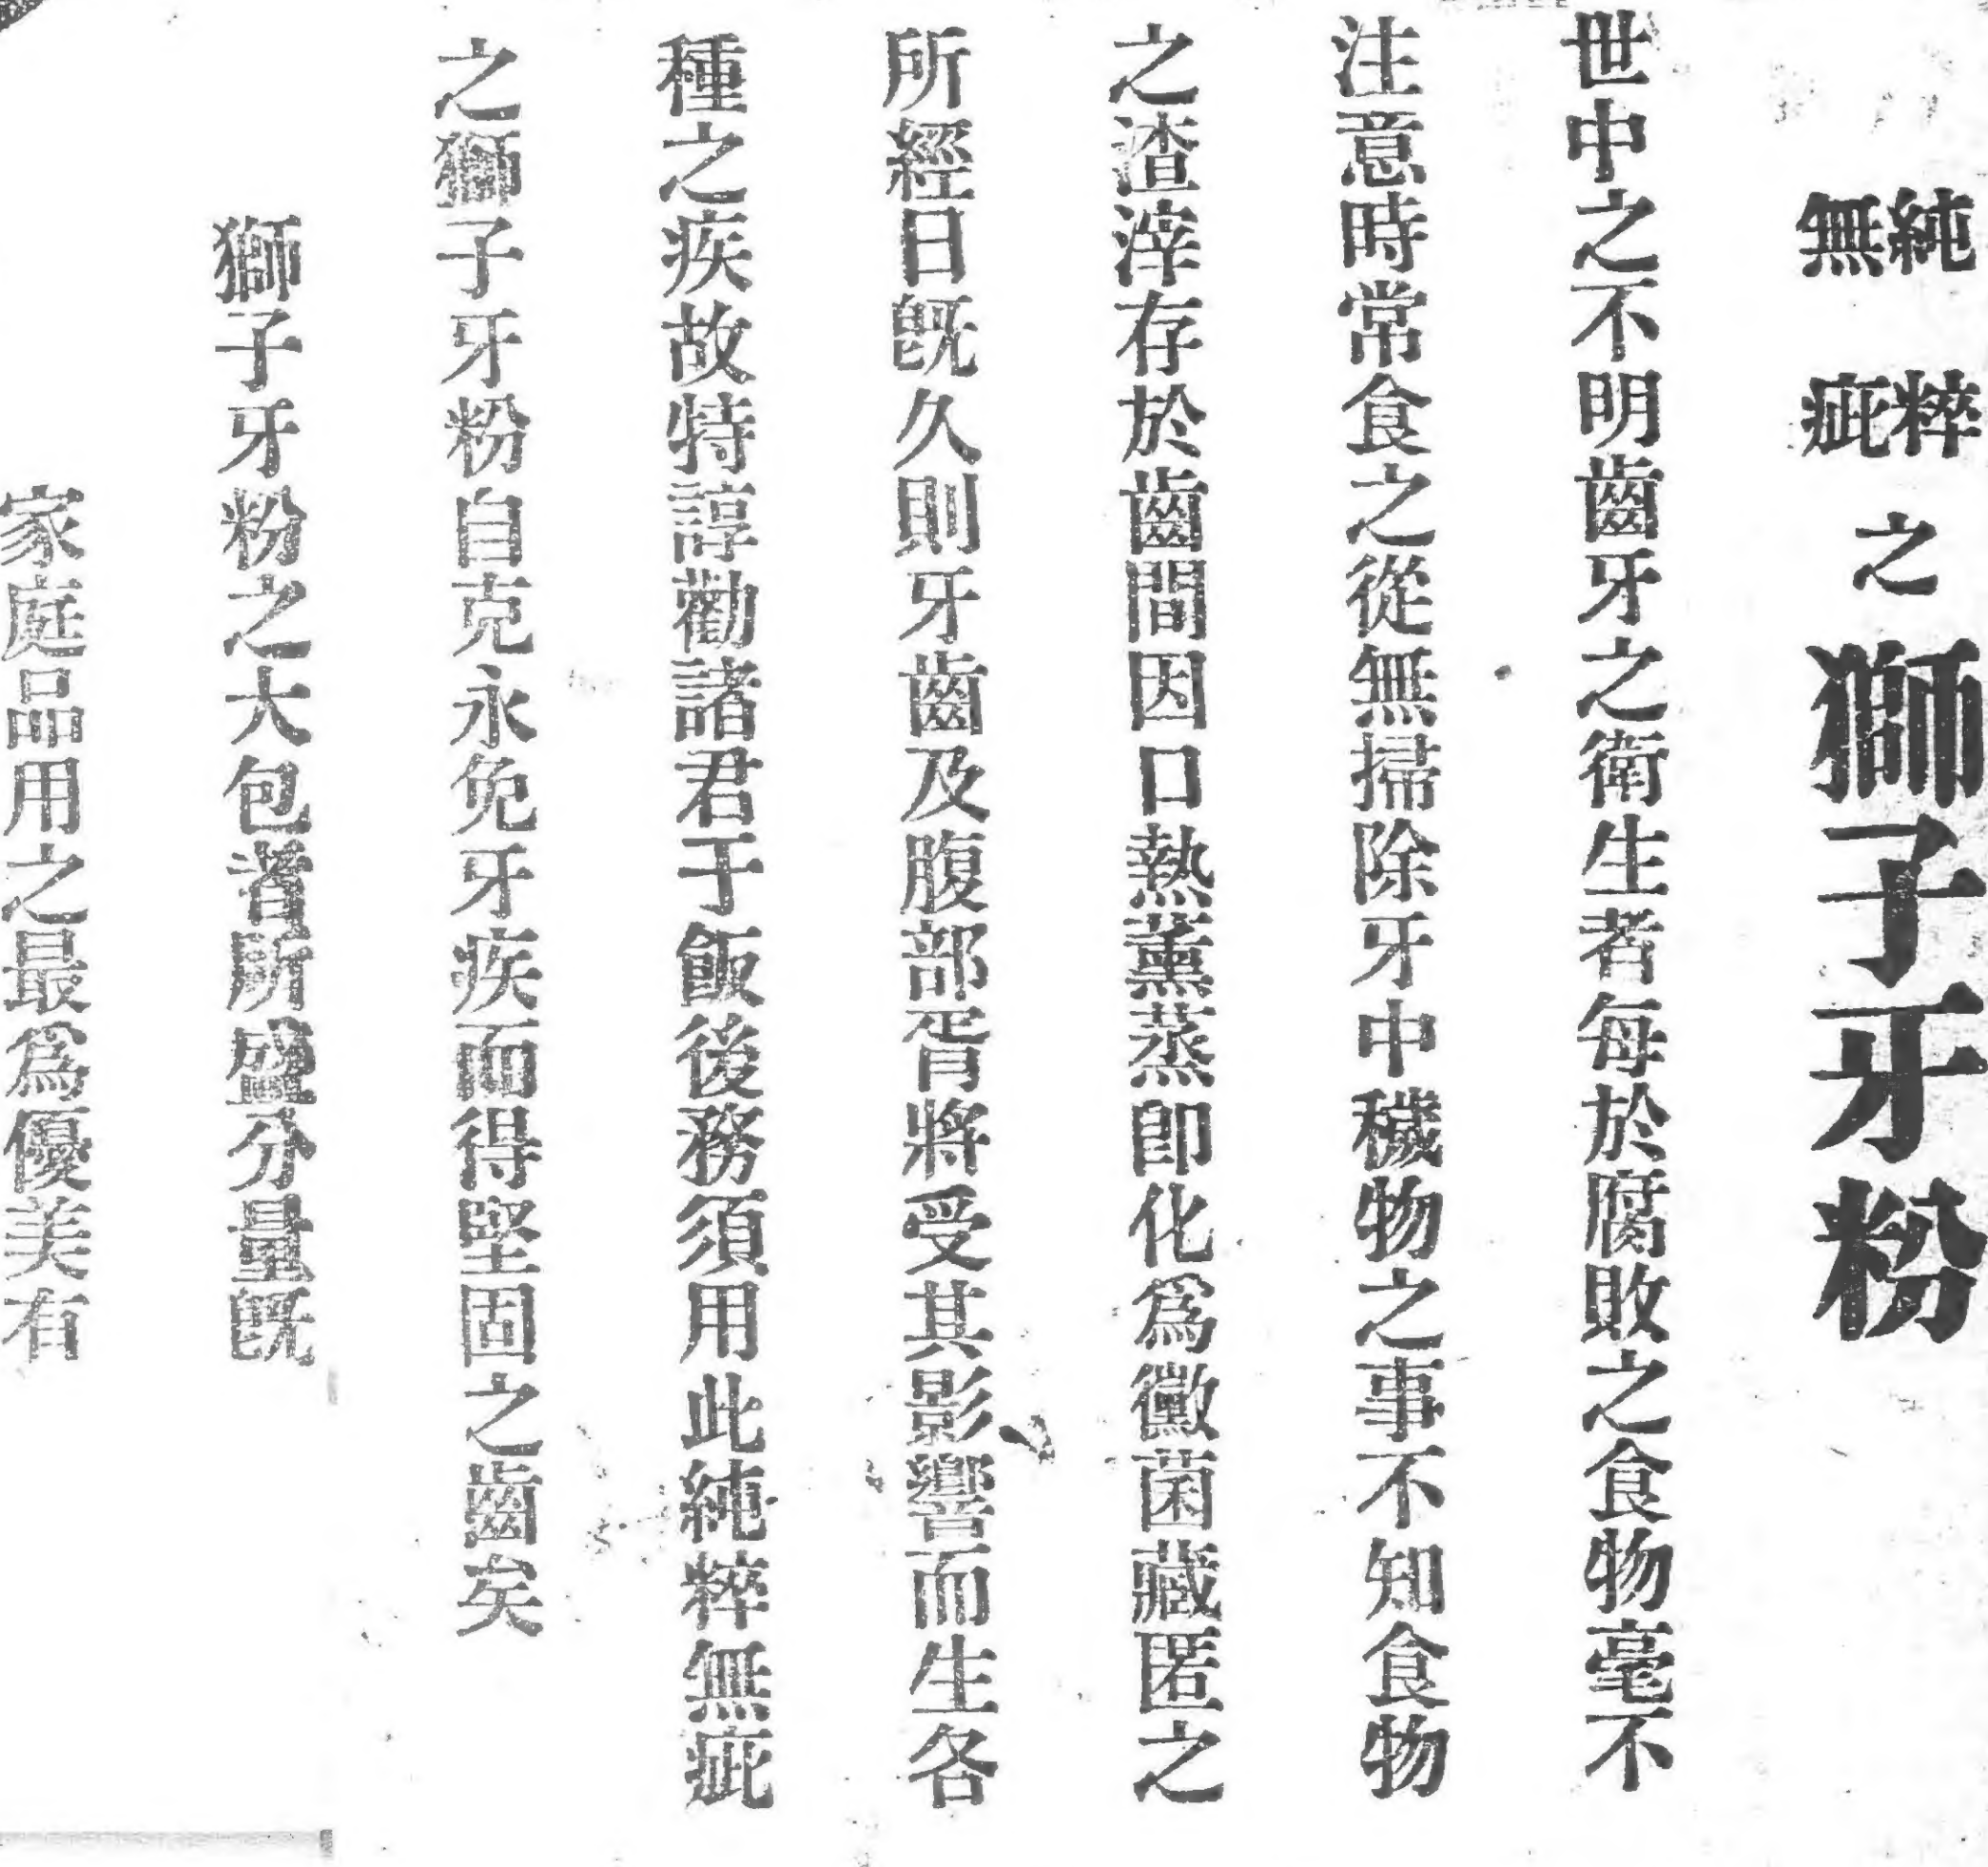 純粹無疵之獅子牙粉
世中之不明齒牙之衛生者每於腐敗之食物毫不
注意時常食之從無掃除牙中穢物之事不知食物
之渣滓存於齒間因口熱薰蒸卽化爲黴菌藏匿之
所經日旣久則牙齒及腹部胥將受其影響而生各
種之疾故特諄勸諸君于飯後務須用此純粹無疵
之獅子牙粉自克永免牙疾而得堅固之齒矣
獅子牙粉之大包者所盛分量旣
家庭品用之最爲優美有